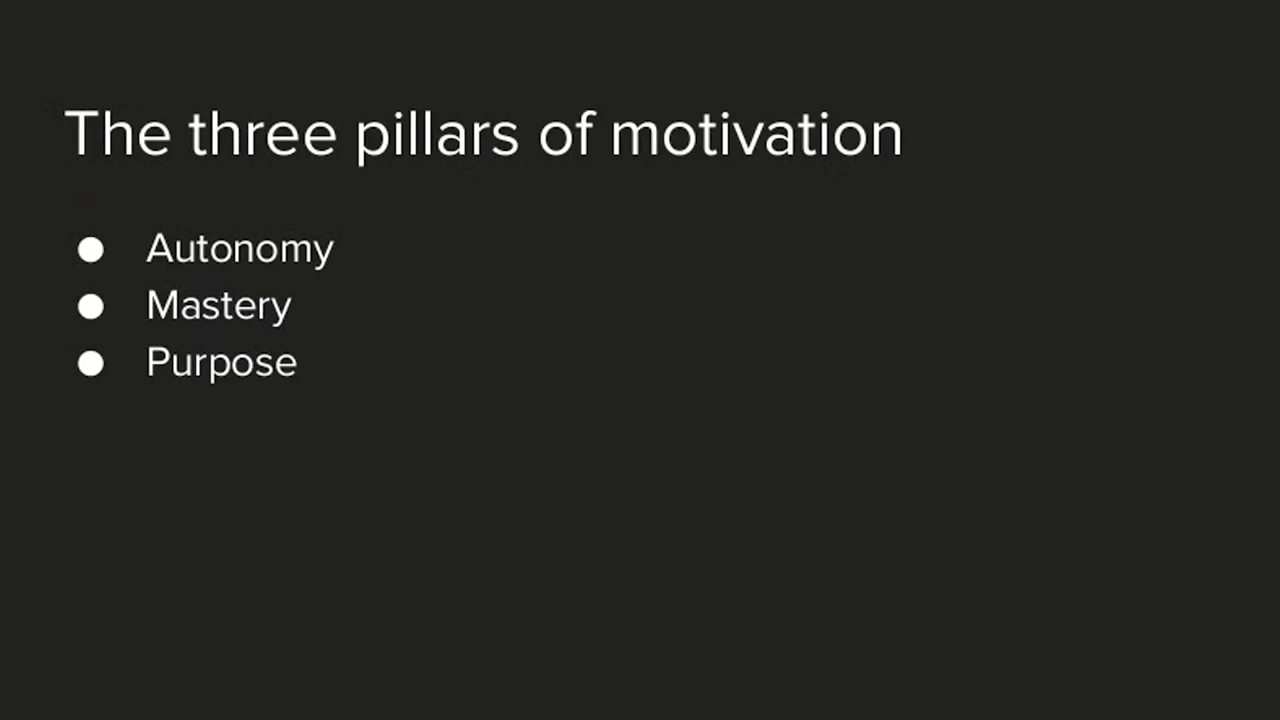 The three pillars of motivation
● Autonomy
● Mastery
● Purpose